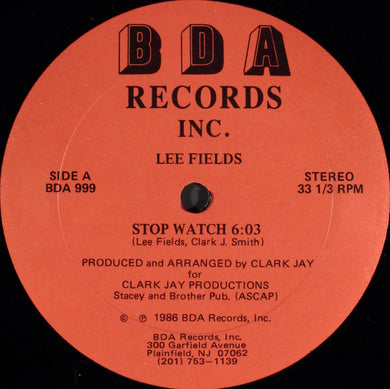 BDA
RECORDS
INC.
LEE FIELDS
SIDE A
BDA 999
STEREO
33 1/3 RPM
STOP WATCH 6:03
(Lee Fields, Clark J. Smith)
PRODUCED and ARRANGED by CLARK JAY
for
CLARK JAY PRODUCTIONS
Stacey and Brother Pub. (ASCAP)
© ℗ 1986 BDA Records, Inc.
BDA Records, Inc.
300 Garfield Avenue
Plainfield, NJ 07062
(201) 753—1139